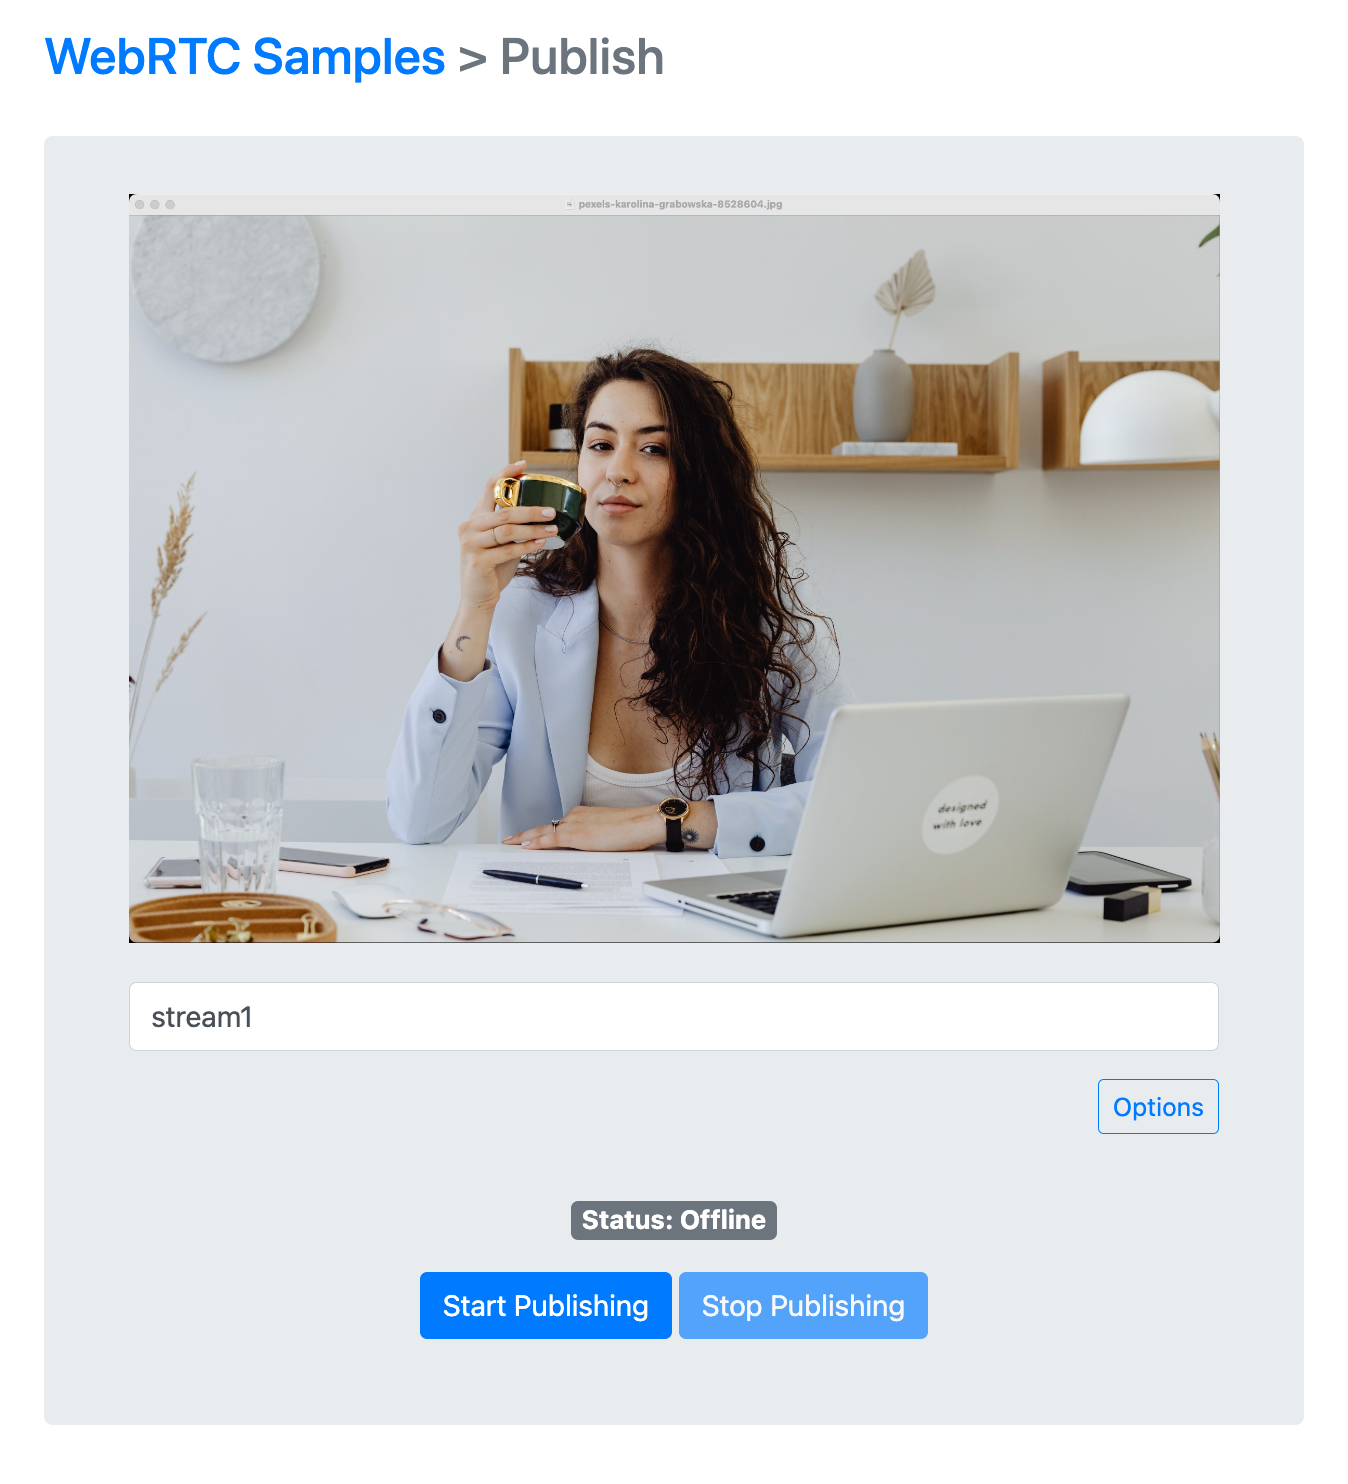 WebRTC Samples > Publish
pexels-karolina-grabowska-8528604.jpg
designed
with love
stream1
Options
Status: Offline
Start Publishing
Stop Publishing